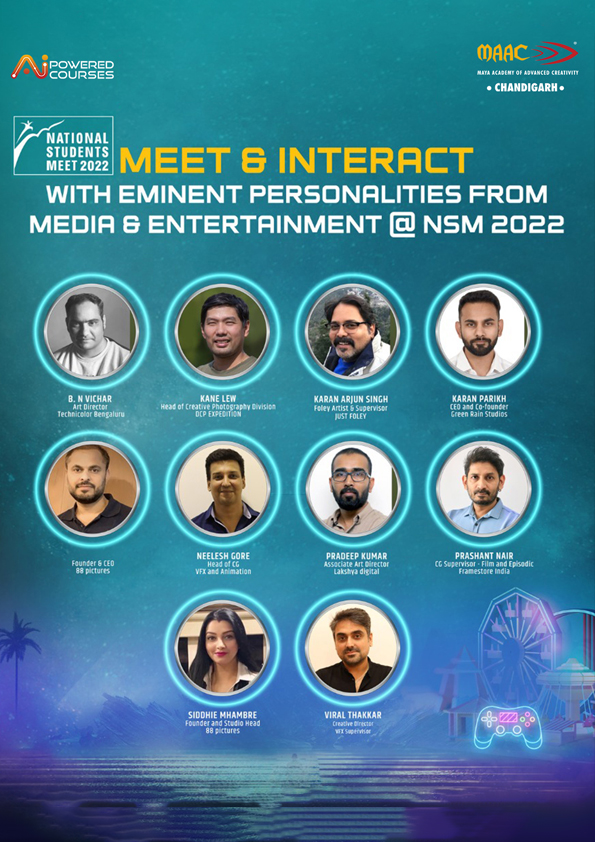 Ai POWERED
COURSES
MAAC
MAYA ACADEMY OF ADVANCED CREATIVITY
• CHANDIGARH •
NATIONAL
STUDENTS
MEET 2022
MEET & INTERACT
WITH EMINENT PERSONALITIES FROM
MEDIA & ENTERTAINMENT @ NSM 2022
B. N VICHAR
Art Director
Technicolor Bengaluru
KANE LEW
Head of Creative Photography Division
DCP EXPEDITION
KARAN ARJUN SINGH
Foley Artist & Supervisor
JUST FOLEY
KARAN PARIKH
CEO and Co-founder
Green Rain Studios
Founder & CEO
88 pictures
NEELESH GORE
Head of CG
VFX and Animation
PRADEEP KUMAR
Associate Art Director
Lakshya digital
PRASHANT NAIR
CG Supervisor - Film and Episodic
Framestore India
SIDDHIE MHAMBRE
Founder and Studio Head
88 pictures
VIRAL THAKKAR
Creative Director
VFX Supervisor